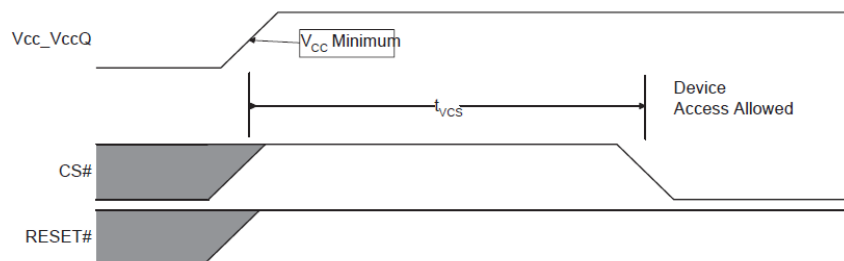 Vcc_VccQ
VCC Minimum
tVCS
Device
Access Allowed
CS#
RESET#